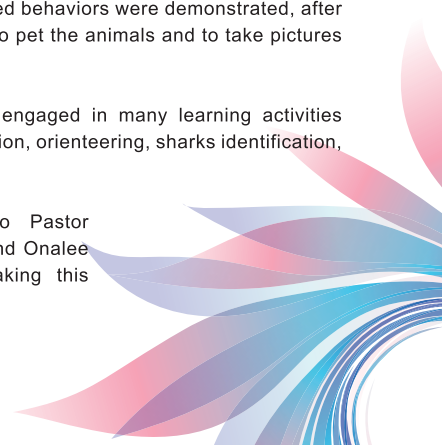 ed behaviors were demonstrated, after
o pet the animals and to take pictures
engaged in many learning activities
ion, orienteering, sharks identification,
o Pastor
nd Onalee
aking this